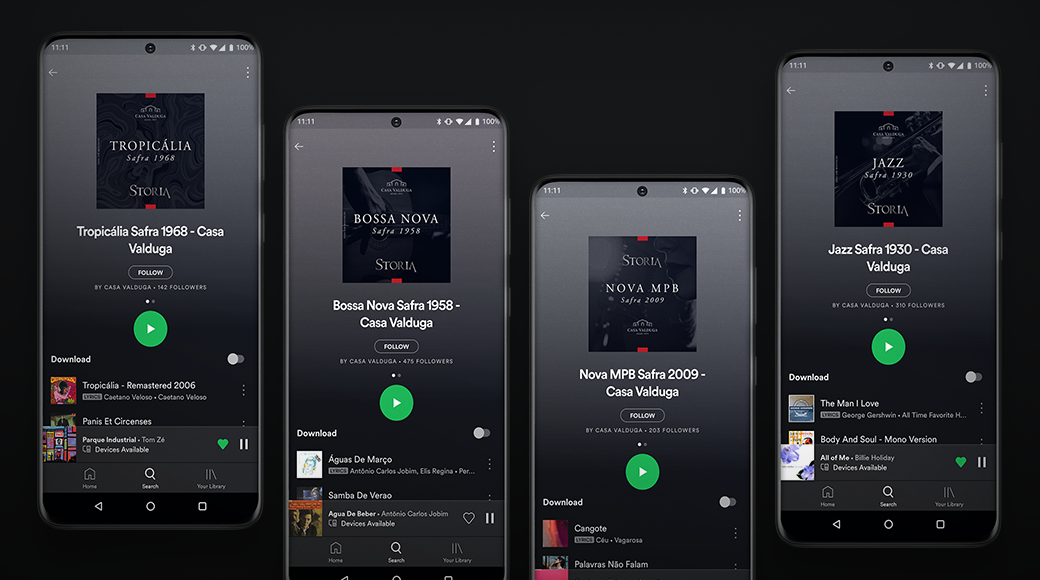 11:11
100%
CASA VALDUGA
TROPICÁLIA
Safra 1968
STORIA
Tropicália Safra 1968 - Casa
Valduga
FOLLOW
BY CASA VALDUGA • 142 FOLLOWERS
Download
Tropicália - Remastered 2006
LYRICS Caetano Veloso • Caetano Veloso
Panis Et Circenses
Parque Industrial • Tom Zé
Devices Available
Home
Search
Your Library
11:11
100%
CASA VALDUGA
BOSSA NOVA
Safra 1958
STORIA
Bossa Nova Safra 1958 -
Casa Valduga
FOLLOW
BY CASA VALDUGA • 475 FOLLOWERS
Download
Águas De Março
LYRICS Antônio Carlos Jobim, Elis Regina • Per...
Samba De Verao
Agua De Beber • Antônio Carlos Jobim
Devices Available
Home
Search
Your Library
11:11
100%
STORIA
NOVA MPB
Safra 2009
CASA VALDUGA
Nova MPB Safra 2009 -
Casa Valduga
FOLLOW
BY CASA VALDUGA • 203 FOLLOWERS
Download
Cangote
LYRICS Céu • Vagarosa
Palavras Não Falam
11:11
100%
CASA VALDUGA
JAZZ
Safra 1930
STORIA
Jazz Safra 1930 - Casa
Valduga
FOLLOW
BY CASA VALDUGA • 310 FOLLOWERS
Download
The Man I Love
LYRICS George Gershwin • All Time Favorite H...
Body And Soul - Mono Version
All of Me • Billie Holiday
Devices Available
Home
Search
Your Library